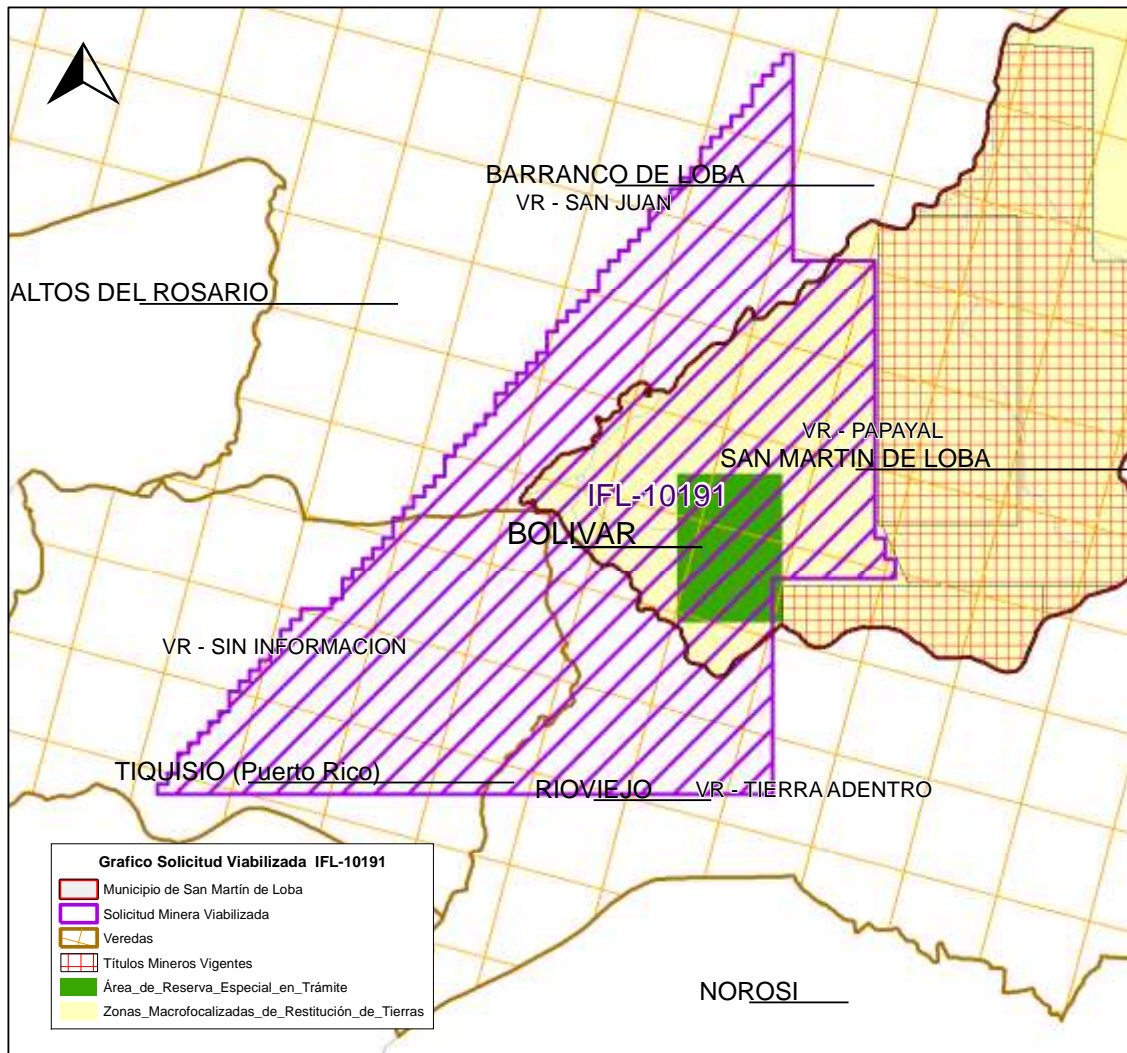 BARRANCO DE LOBA
VR - SAN JUAN
ALTOS DEL ROSARIO
VR - PAPAYAL
SAN MARTIN DE LOBA
IFL-10191
BOLIVAR
VR - SIN INFORMACION
TIQUISIO (Puerto Rico)
RIOVIEJO
VR - TIERRA ADENTRO
NOROSI
Grafico Solicitud Viabilizada IFL-10191
Municipio de San Martín de Loba
Solicitud Minera Viabilizada
Veredas
Títulos Mineros Vigentes
Área_de_Reserva_Especial_en_Trámite
Zonas_Macrofocalizadas_de_Restitución_de_Tierras